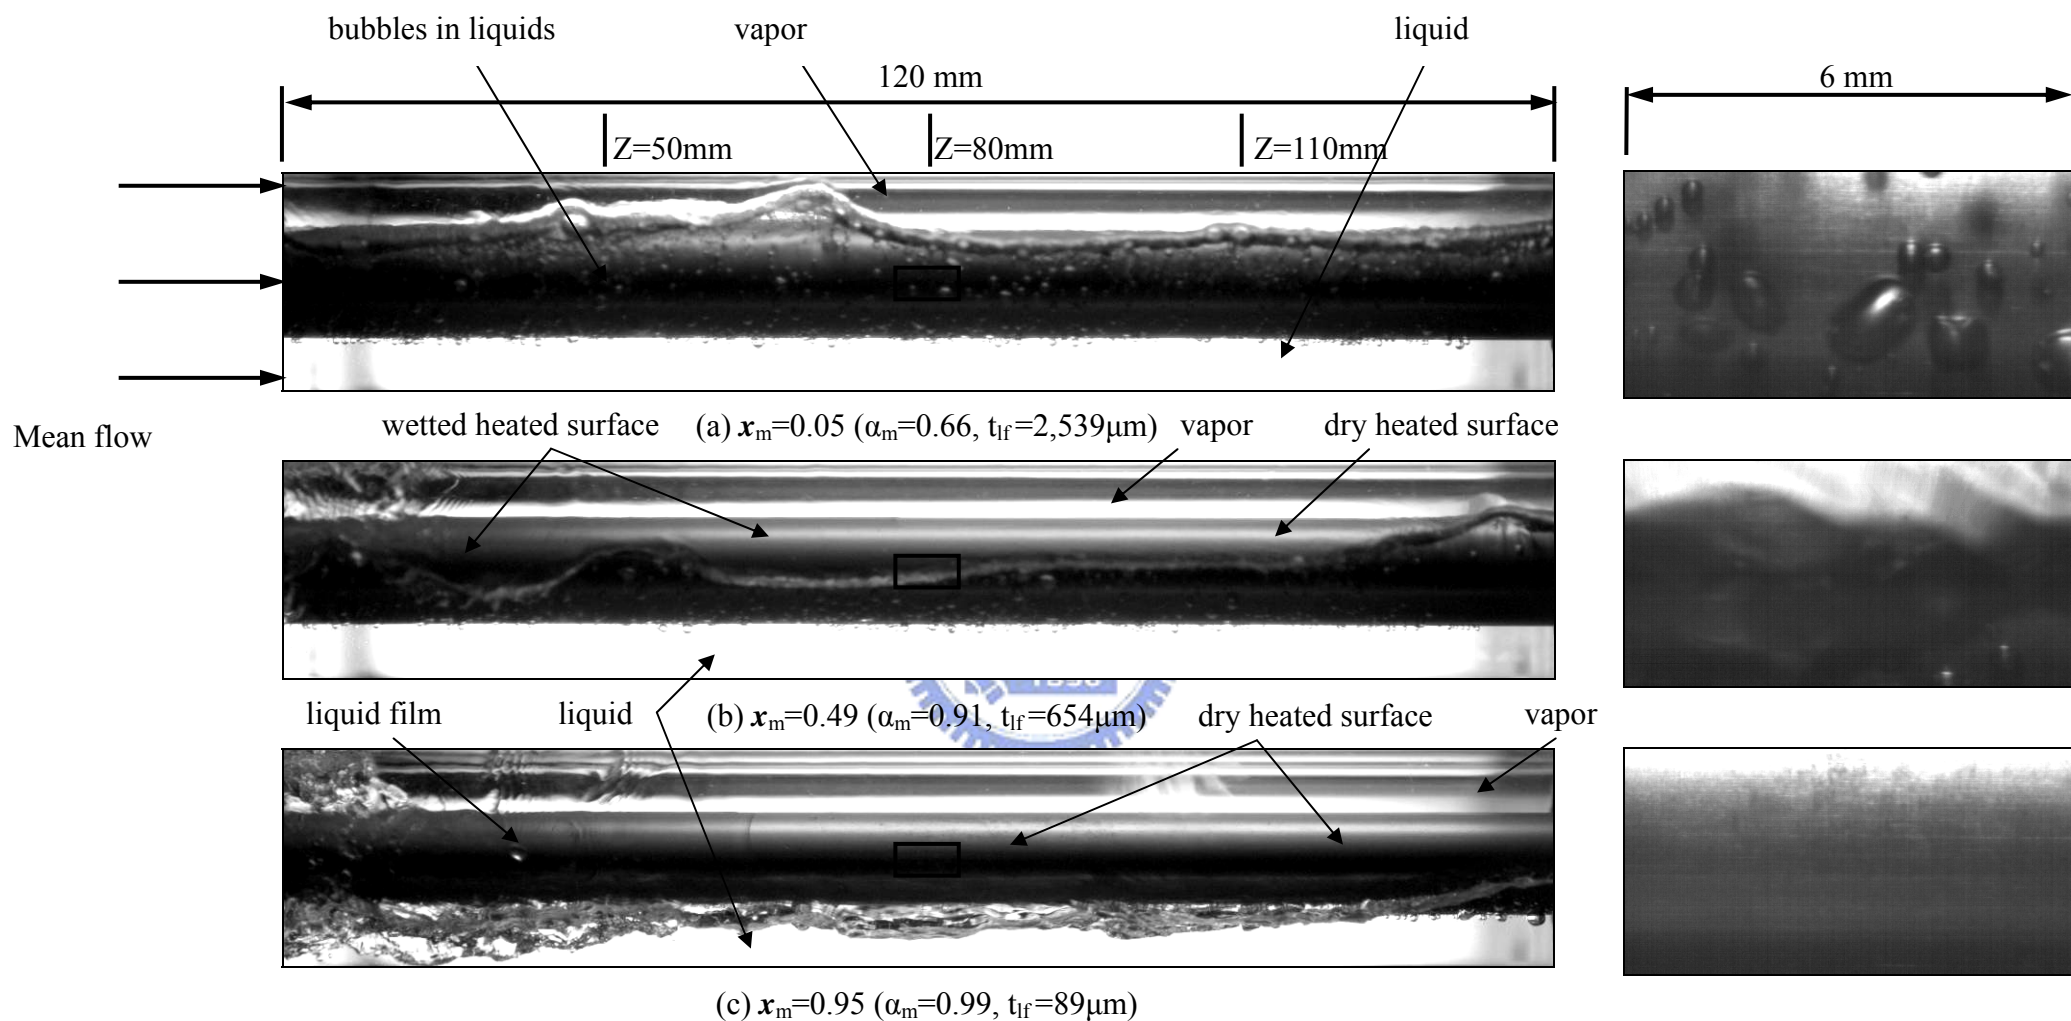 bubbles in liquids vapor liquid
120 mm 6 mm
Z=50mm Z=80mm Z=110mm
Mean flow
wetted heated surface (a) xm=0.05 (αm=0.66, tlf=2,539μm) vapor dry heated surface
liquid film liquid (b) xm=0.49 (αm=0.91, tlf=654μm) dry heated surface vapor
(c) xm=0.95 (αm=0.99, tlf=89μm)